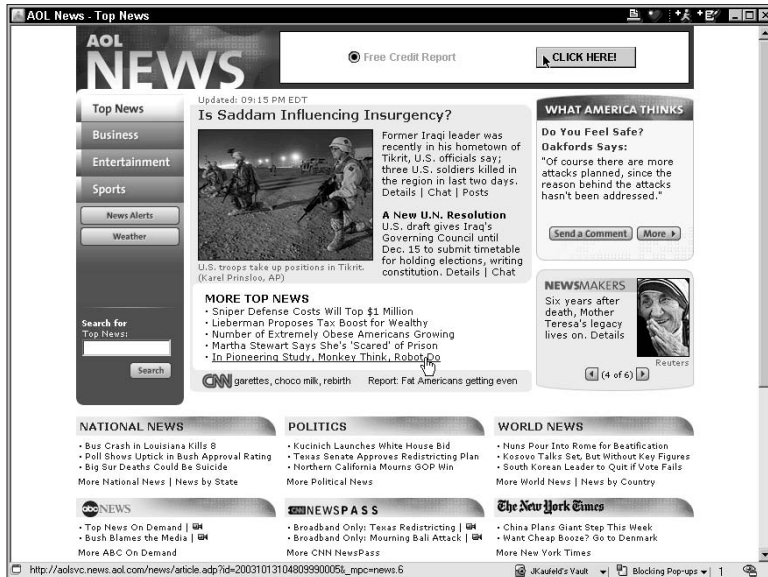 AOL News - Top News
AOL
NEWS
Free Credit Report
CLICK HERE!
Top News
Business
Entertainment
Sports
News Alerts
Weather
Search for
Top News:
Search
Updated: 09:15 PM EDT
Is Saddam Influencing Insurgency?
Former Iraqi leader was
recently in his hometown of
Tikrit, U.S. officials say;
three U.S. soldiers killed in
the region in last two days.
Details | Chat | Posts
A New U.N. Resolution
U.S. draft gives Iraq's
Governing Council until
Dec. 15 to submit timetable
for holding elections, writing
constitution. Details | Chat
U.S. troops take up positions in Tikrit.
(Karel Prinsloo, AP)
MORE TOP NEWS
• Sniper Defense Costs Will Top $1 Million
• Lieberman Proposes Tax Boost for Wealthy
• Number of Extremely Obese Americans Growing
• Martha Stewart Says She's 'Scared' of Prison
• In Pioneering Study, Monkey Think, Robot Do
CNN garettes, choco milk, rebirth Report: Fat Americans getting even
WHAT AMERICA THINKS
Do You Feel Safe?
Oakfords Says:
"Of course there are more
attacks planned, since the
reason behind the attacks
hasn't been addressed."
Send a Comment More
NEWSMAKERS
Six years after
death, Mother
Teresa's legacy
lives on. Details
Reuters
(4 of 6)
NATIONAL NEWS
• Bus Crash in Louisiana Kills 8
• Poll Shows Uptick in Bush Approval Rating
• Big Sur Deaths Could Be Suicide
More National News | News by State
POLITICS
• Kucinich Launches White House Bid
• Texas Senate Approves Redistricting Plan
• Northern California Mourns GOP Win
More Political News
WORLD NEWS
• Nuns Pour Into Rome for Beatification
• Kosovo Talks Set, But Without Key Figures
• South Korean Leader to Quit if Vote Fails
More World News | News by Country
abc NEWS
• Top News On Demand |
• Bush Blames the Media |
More ABC On Demand
CNN NEWSPASS
• Broadband Only: Texas Redistricting |
• Broadband Only: Mourning Bali Attack |
More CNN NewsPass
The New York Times
• China Plans Giant Step This Week
• Want Cheap Booze? Go to Denmark
More New York Times
http://aolsvc.news.aol.com/news/article.adp?id=20031013104809990005&_mpc=news.6
JKaufeld's Vault Blocking Pop-ups 1